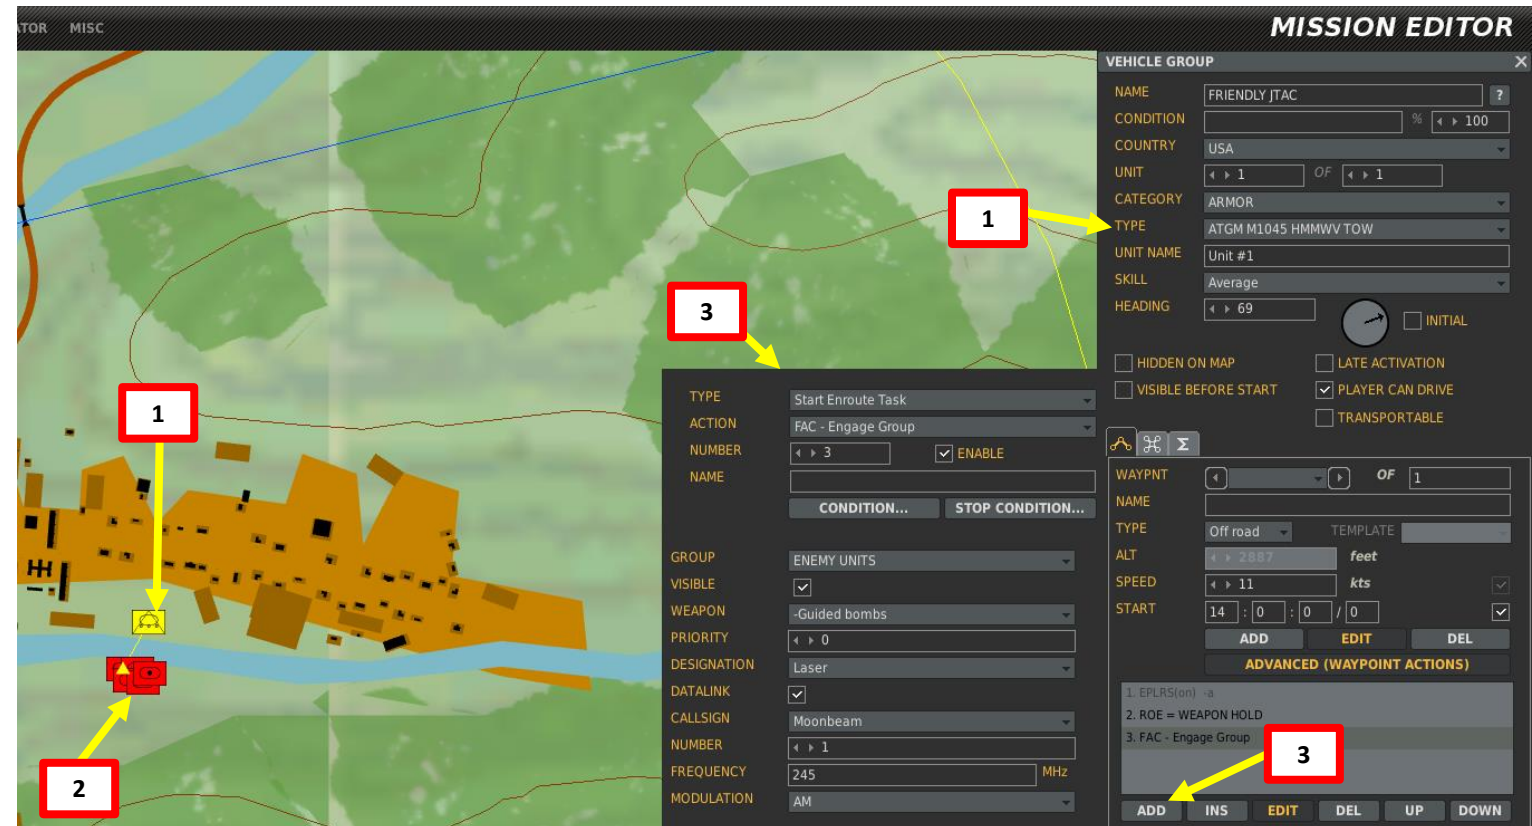 ATOR MISC
MISSION EDITOR
VEHICLE GROUP X
NAME FRIENDLY JTAC ?
CONDITION % 100
COUNTRY USA
UNIT 1 OF 1
CATEGORY ARMOR
TYPE ATGM M1045 HMMWV TOW
UNIT NAME Unit #1
SKILL Average
HEADING 69
INITIAL
HIDDEN ON MAP LATE ACTIVATION
VISIBLE BEFORE START PLAYER CAN DRIVE
TRANSPORTABLE
Σ
WAYPNT OF 1
NAME
TYPE Off road TEMPLATE
ALT 2887 feet
SPEED 11 kts
START 14 : 0 : 0 / 0
ADD EDIT DEL
ADVANCED (WAYPOINT ACTIONS)
1. EPLRS(on) -a
2. ROE = WEAPON HOLD
3. FAC - Engage Group
ADD INS EDIT DEL UP DOWN
TYPE Start Enroute Task
ACTION FAC - Engage Group
NUMBER 3 ENABLE
NAME
CONDITION... STOP CONDITION...
GROUP ENEMY UNITS
VISIBLE
WEAPON -Guided bombs
PRIORITY 0
DESIGNATION Laser
DATALINK
CALLSIGN Moonbeam
NUMBER 1
FREQUENCY 245 MHz
MODULATION AM
1
3
1
2
3